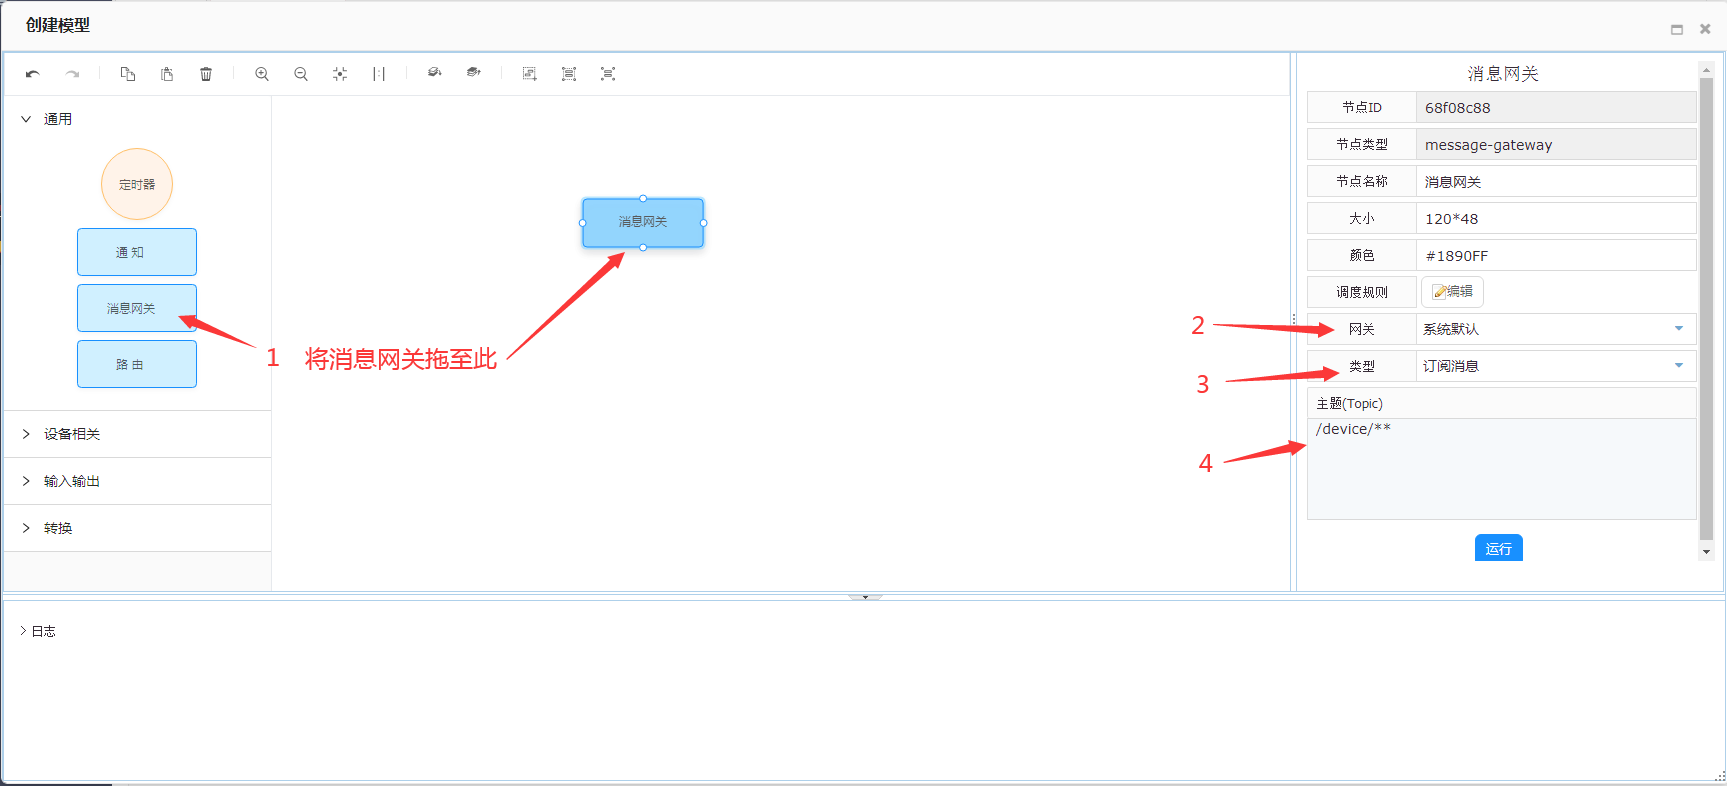 创建模型
通用
定时器
通 知
消息网关
路 由
设备相关
输入输出
转换
消息网关
1 将消息网关拖至此
2
3
4
消息网关
节点ID 68f08c88
节点类型 message-gateway
节点名称 消息网关
大小 120*48
颜色 #1890FF
调度规则 编辑
网关 系统默认
类型 订阅消息
主题(Topic)
/device/**
运行
日志